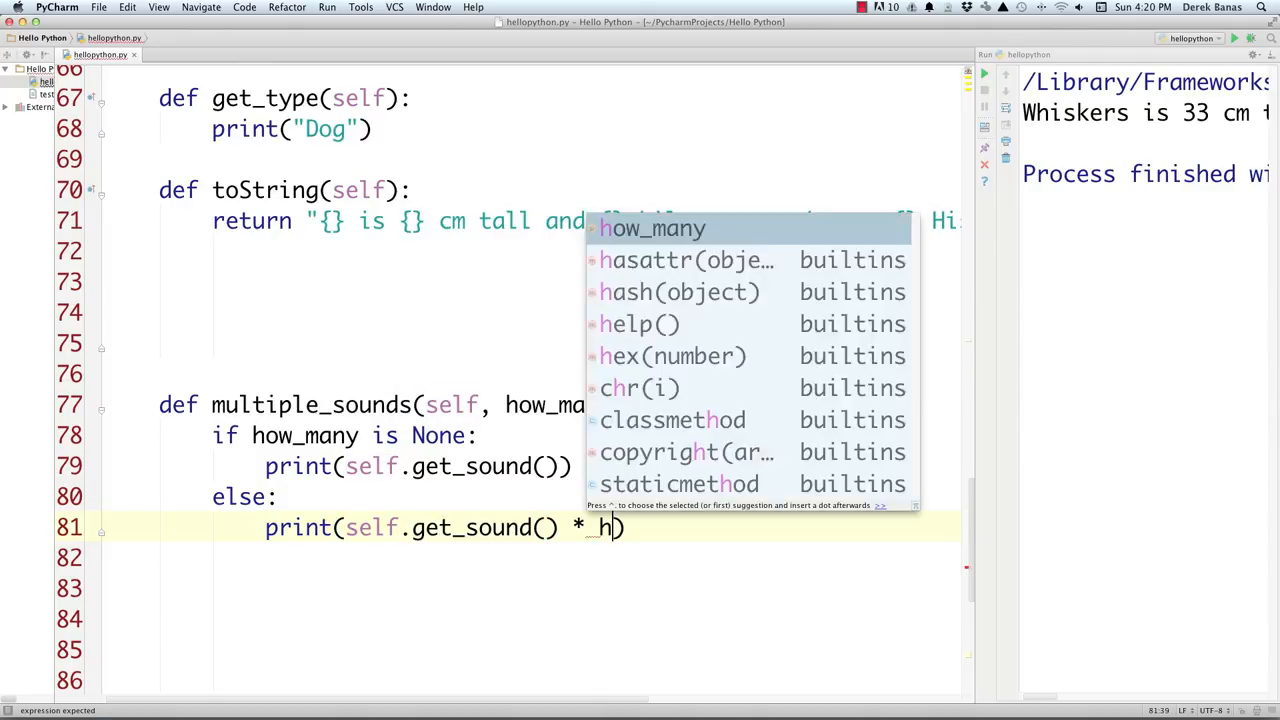 PyCharm File Edit View Navigate Code Refactor Run Tools VCS Window Help 10 Sun 4:20 PM Derek Banas
hellopython.py - Hello Python - [~/PycharmProjects/Hello Python]
Hello Python hellopython.py hellopython
hellopython.py Run hellopython
Hello P
hell
test
Externa
66
67 def get_type(self):
68 print("Dog")
69
70 def toString(self):
71 return "{} is {} cm tall and Hi
72
73
74
75
76
77 def multiple_sounds(self, how_ma
78 if how_many is None:
79 print(self.get_sound())
80 else:
81 print(self.get_sound() * h)
82
83
84
85
86
how_many
hasattr(obje… builtins
hash(object) builtins
help() builtins
hex(number) builtins
chr(i) builtins
classmethod builtins
copyright(ar… builtins
staticmethod builtins
Press ^. to choose the selected (or first) suggestion and insert a dot afterwards >>
/Library/Frameworks
Whiskers is 33 cm t
Process finished wi
expression expected 81:39 LF UTF-8